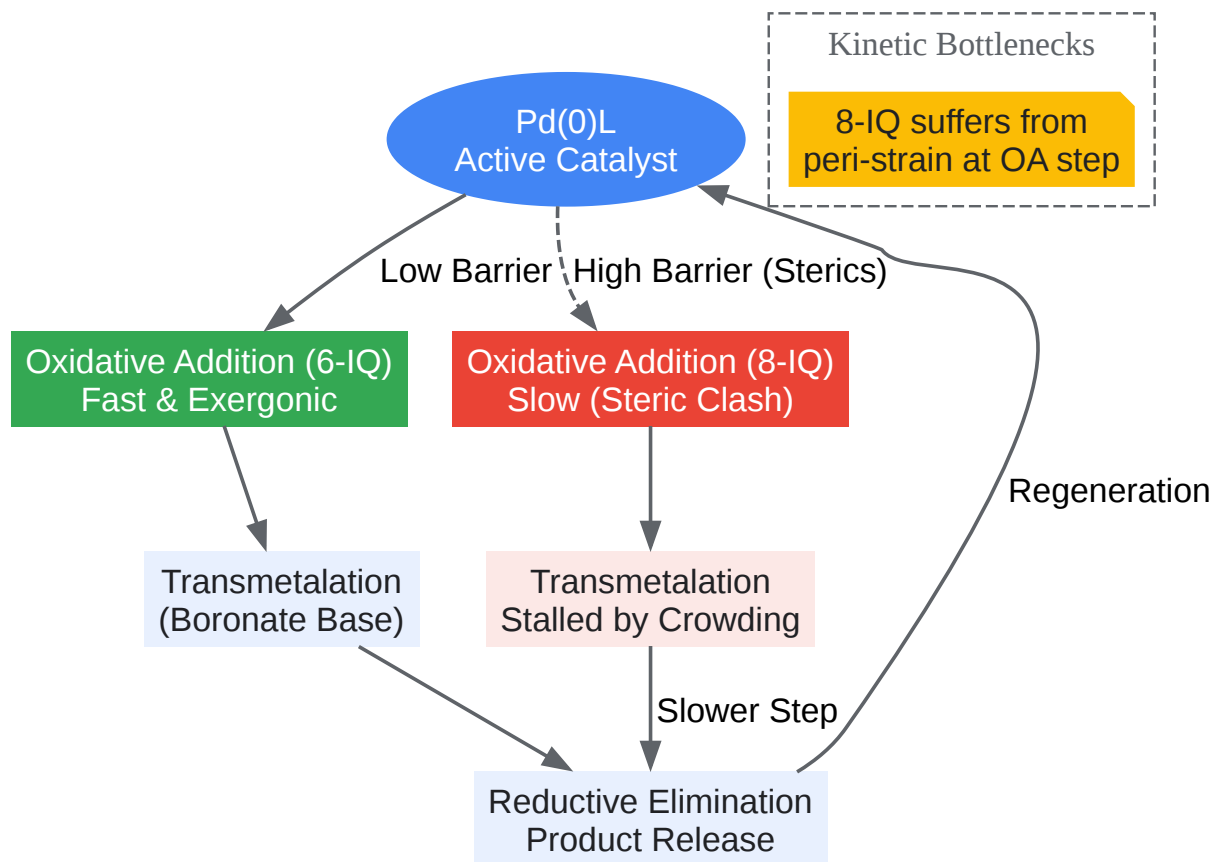 Kinetic Bottlenecks
8-IQ suffers from
peri-strain at OA step
Pd(0)L
Active Catalyst
Low Barrier
High Barrier (Sterics)
Oxidative Addition (6-IQ)
Fast & Exergonic
Oxidative Addition (8-IQ)
Slow (Steric Clash)
Regeneration
Transmetalation
(Boronate Base)
Transmetalation
Stalled by Crowding
Slower Step
Reductive Elimination
Product Release